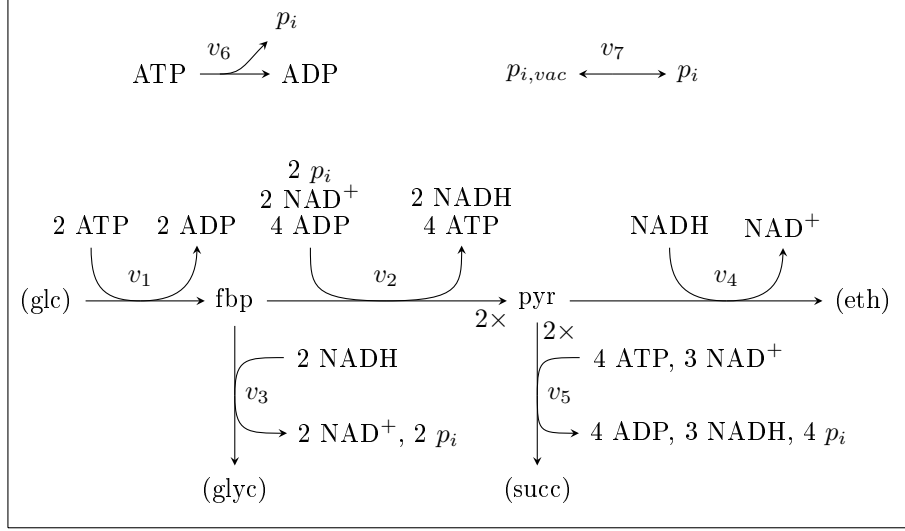 p_i
v_6
ATP ADP
v_7
p_{i,vac} p_i
2 p_i
2 NAD⁺ 2 NADH
2 ATP 2 ADP 4 ADP 4 ATP NADH NAD⁺
v_1 v_2 v_4
(glc) fbp pyr (eth)
2×
2×
2 NADH 4 ATP, 3 NAD⁺
v_3 v_5
2 NAD⁺, 2 p_i 4 ADP, 3 NADH, 4 p_i
(glyc) (succ)